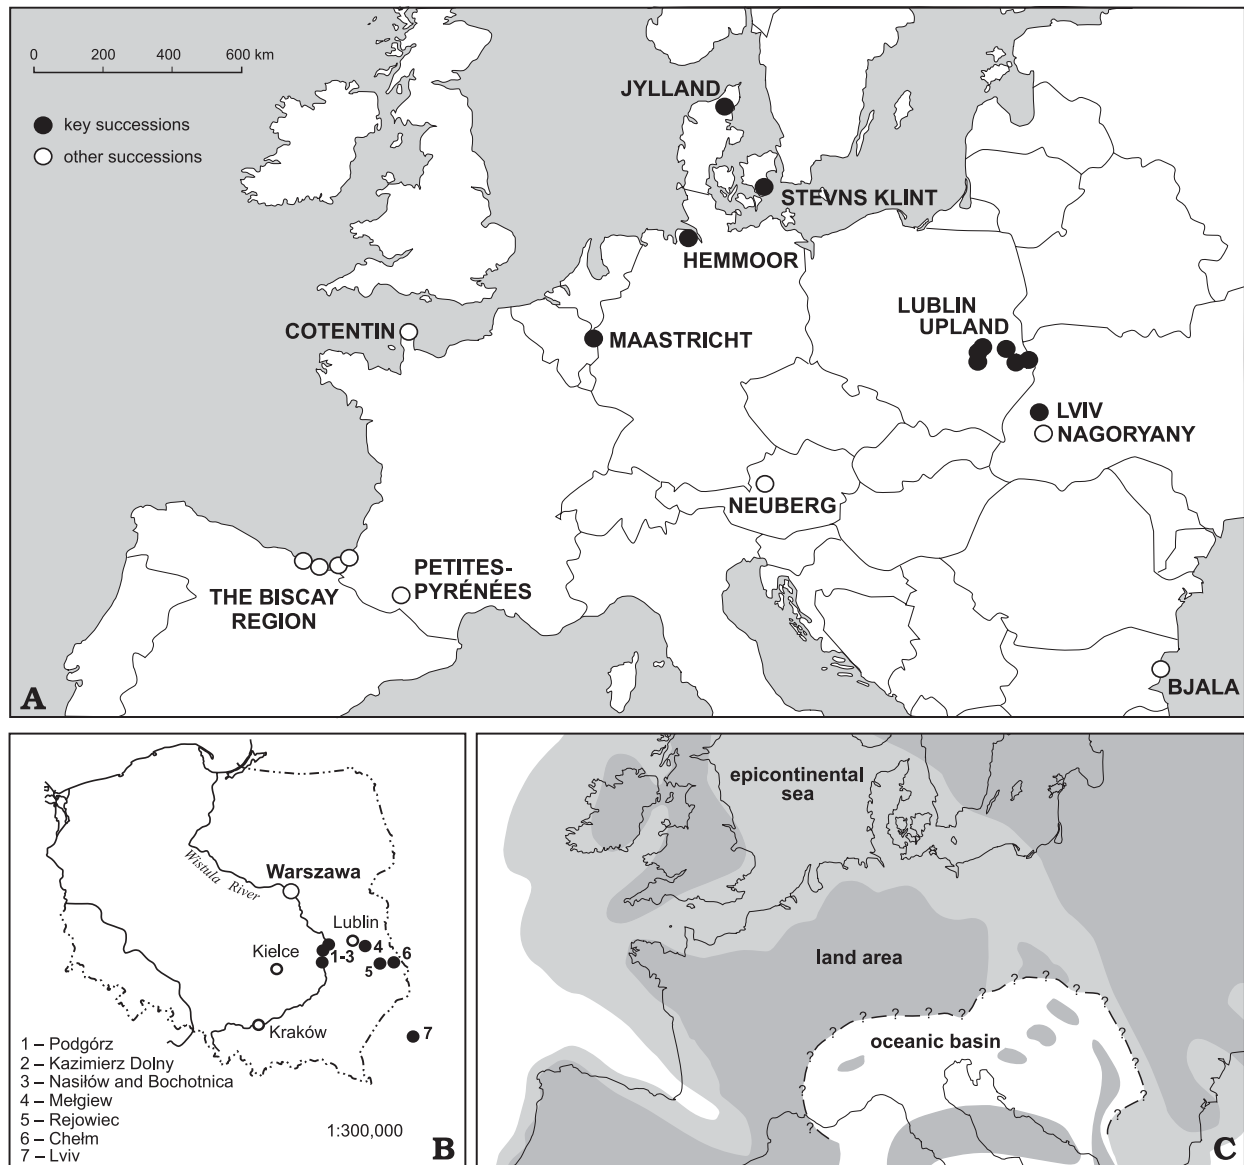 0 200 400 600 km
key successions
other successions
JYLLAND
STEVNS KLINT
HEMMOOR
LUBLIN
UPLAND
COTENTIN
MAASTRICHT
LVIV
NAGORYANY
NEUBERG
PETITES-
PYRÉNÉES
THE BISCAY
REGION
BJALA
A
Wistula River
Warszawa
Lublin
Kielce
1-3
4
5
6
Kraków
7
1 – Podgórz
2 – Kazimierz Dolny
3 – Nasiłów and Bochotnica
4 – Mełgiew
5 – Rejowiec
6 – Chełm
7 – Lviv
1:300,000
B
epicontinental
sea
land area
oceanic basin
? ? ? ? ? ? ? ? ? ? ? ? ? ? ? ? ?
C